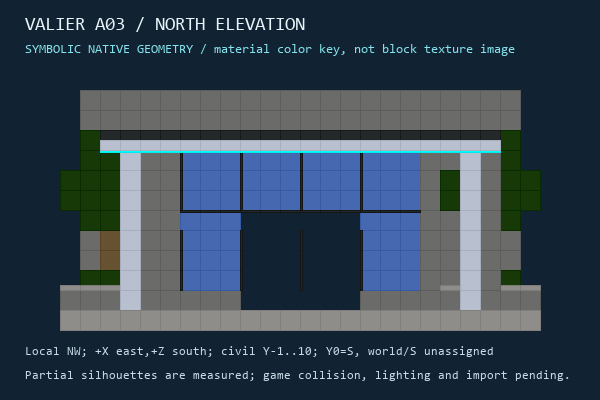 VALIER A03 / NORTH ELEVATION
SYMBOLIC NATIVE GEOMETRY / material color key, not block texture image
Local NW; +X east,+Z south; civil Y-1..10; Y0=S, world/S unassigned
Partial silhouettes are measured; game collision, lighting and import pending.